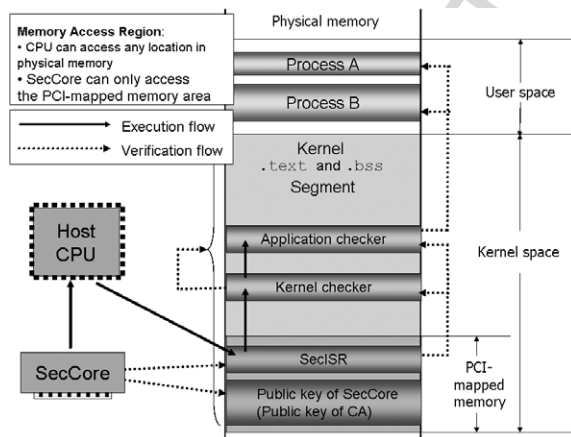 Memory Access Region:
• CPU can access any location in
physical memory
• SecCore can only access
the PCI-mapped memory area
Execution flow
Verification flow
Physical memory
Process A
Process B
User space
Kernel
.text and .bss
Segment
Host
CPU
Application checker
Kernel checker
Kernel space
SecCore
SecISR
PCI-
mapped
memory
Public key of SecCore
(Public key of CA)